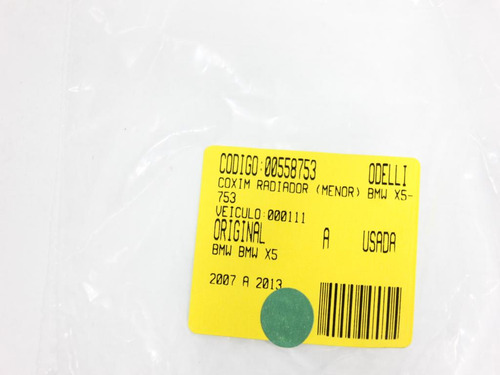 CODIGO:00558753 ODELLI
COXIM RADIADOR (MENOR) BMW X5-
753
VEICULO:000111
ORIGINAL A USADA
BMW BMW X5
2007 A 2013